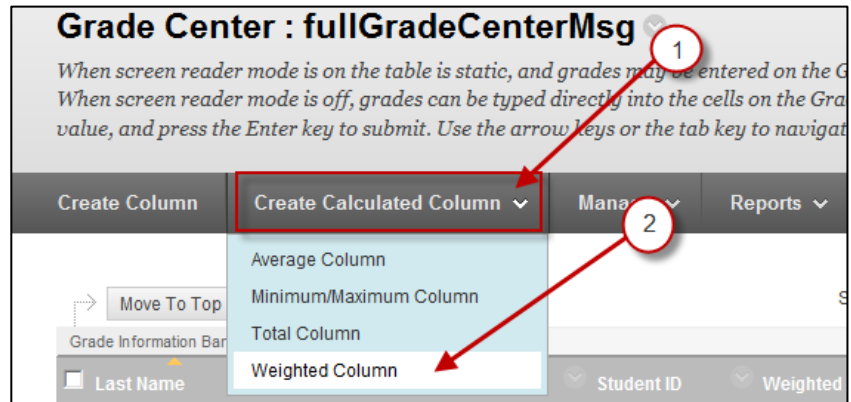 Grade Center : fullGradeCenterMsg
1
When screen reader mode is on the table is static, and grades may be entered on the G
When screen reader mode is off, grades can be typed directly into the cells on the Gra
value, and press the Enter key to submit. Use the arrow keys or the tab key to navigat
Create Column Create Calculated Column Manage Reports
2
Average Column
Minimum/Maximum Column
Move To Top S
Total Column
Grade Information Bar
Weighted Column
Last Name Student ID Weighted